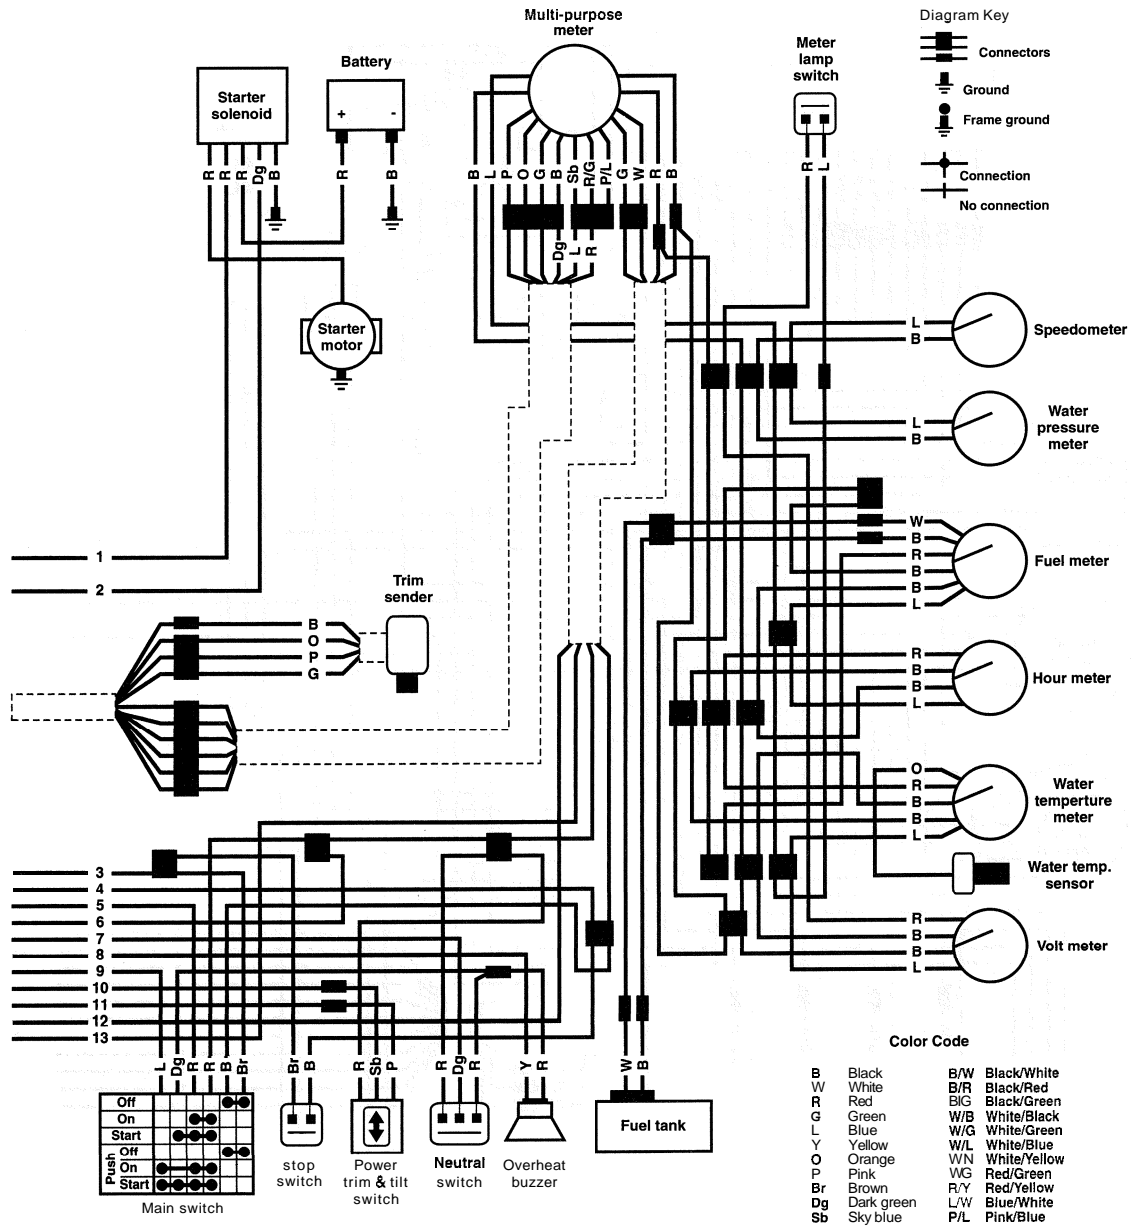 Multi-purpose
meter
Diagram Key
Connectors
Ground
Frame ground
Connection
No connection
Meter
lamp
switch
Battery
+ -
Starter
solenoid
R R R Dg B
R B
B L P O G B Sb R/G P/L G W R B
R L
Dg L R
Starter
motor
L
B
Speedometer
L
B
Water
pressure
meter
W
B
R
B
B
L
Fuel meter
1
2
Trim
sender
B
O
P
G
R
B
B
L
Hour meter
O
R
B
B
L
Water
temperture
meter
Water temp.
sensor
R
B
B
L
Volt meter
3
4
5
6
7
8
9
10
11
12
13
L Dg R R B Br
Br B
R Sb P
R Dg R
Y R
W B
Off
On
Start
Push
Off
On
Start
Main switch
stop
switch
Power
trim & tilt
switch
Neutral
switch
Overheat
buzzer
Fuel tank
Color Code
B Black B/W Black/White
W White B/R Black/Red
R Red BIG Black/Green
G Green W/B White/Black
L Blue W/G White/Green
Y Yellow W/L White/Blue
O Orange WN White/Yellow
P Pink WG Red/Green
Br Brown R/Y Red/Yellow
Dg Dark green L/W Blue/White
Sb Sky blue P/L Pink/Blue